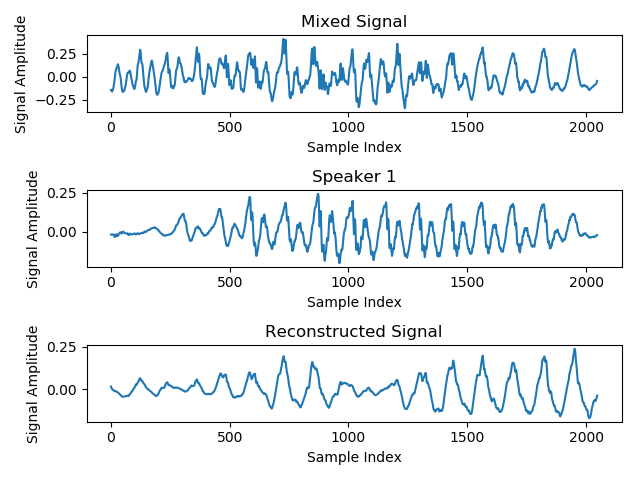 Mixed Signal
Signal Amplitude
0.25
0.00
−0.25
0 500 1000 1500 2000
Sample Index
Speaker 1
Signal Amplitude
0.25
0.00
0 500 1000 1500 2000
Sample Index
Reconstructed Signal
Signal Amplitude
0.25
0.00
0 500 1000 1500 2000
Sample Index